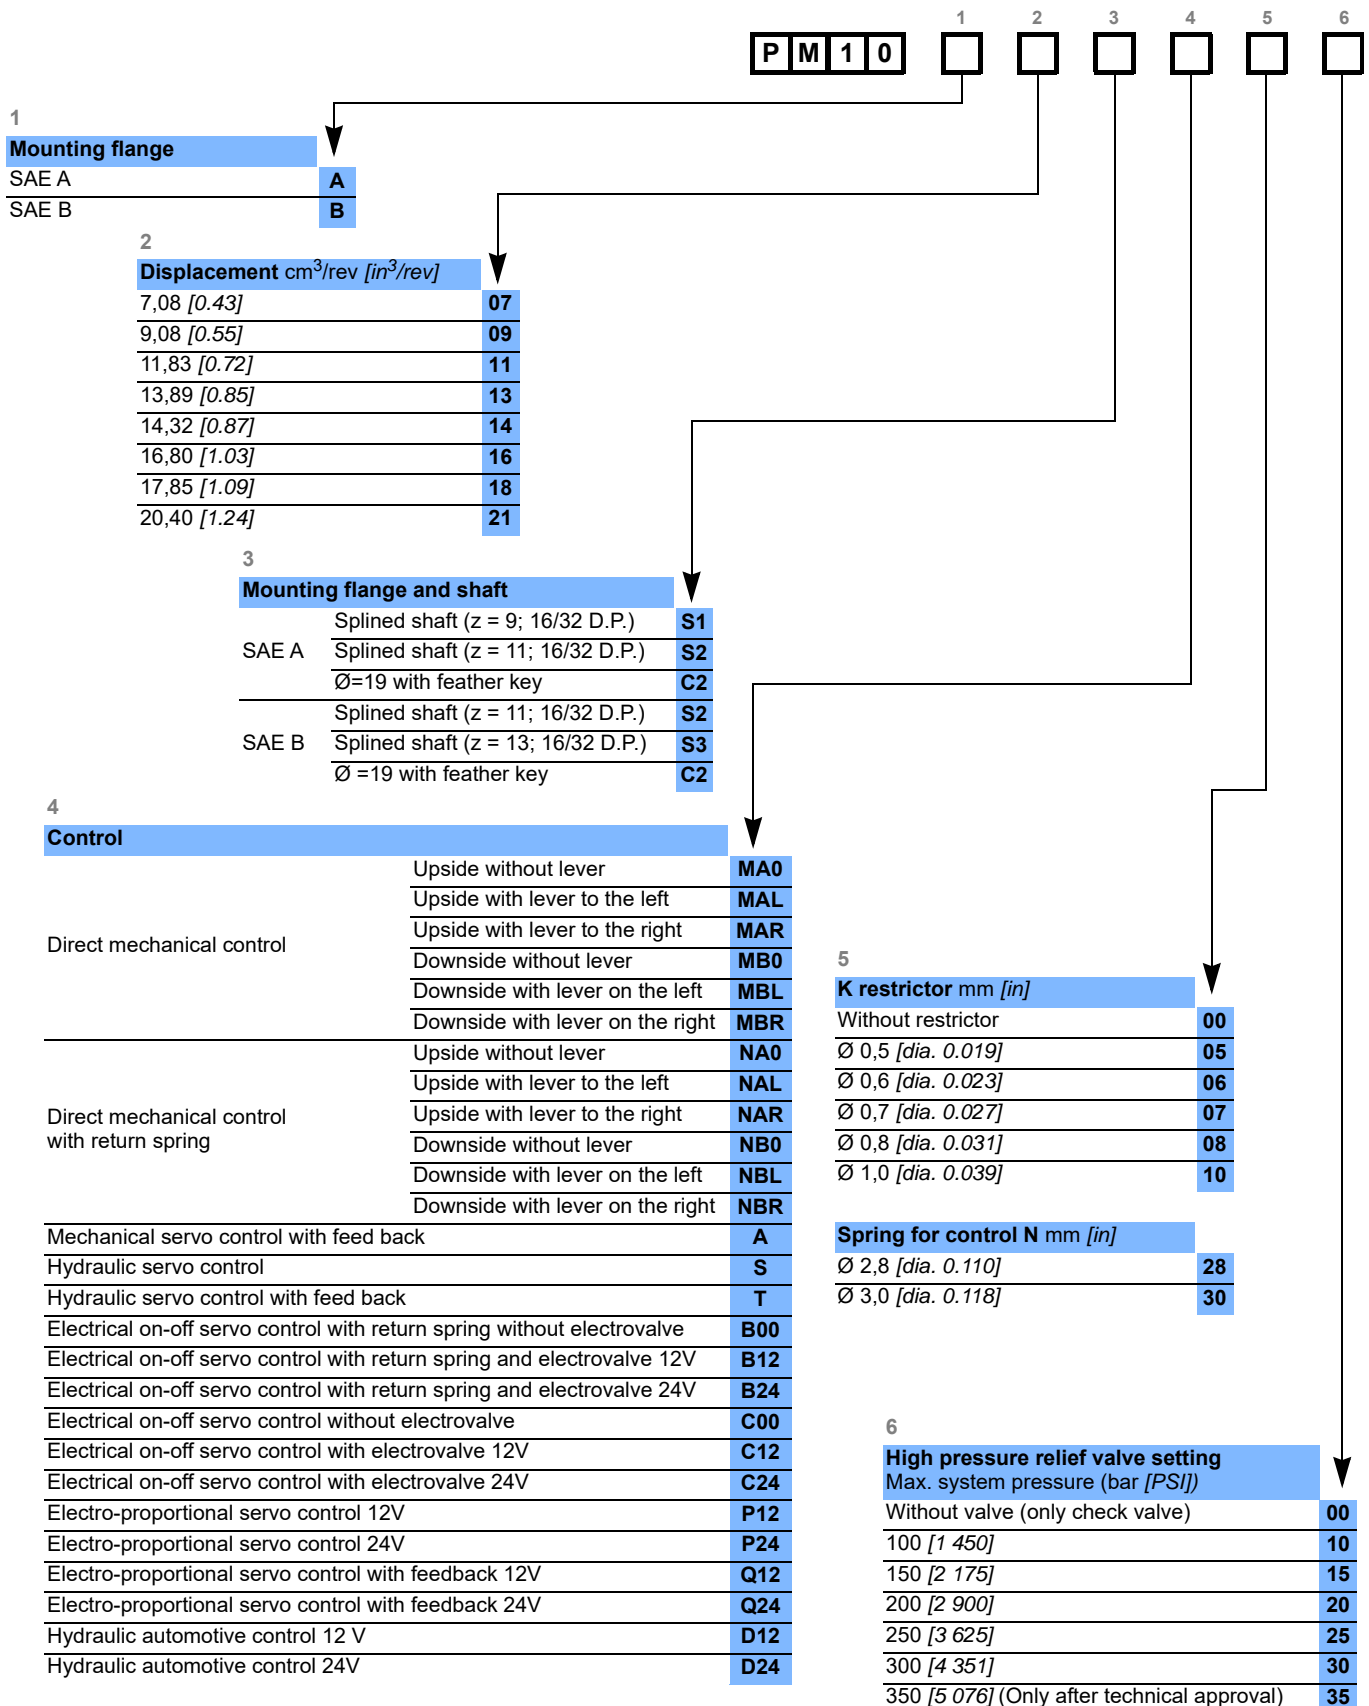 1 2 3 4 5 6
P M 1 0
1
Mounting flange
SAE A A
SAE B B
2
Displacement cm3/rev [in3/rev]
7,08 [0.43] 07
9,08 [0.55] 09
11,83 [0.72] 11
13,89 [0.85] 13
14,32 [0.87] 14
16,80 [1.03] 16
17,85 [1.09] 18
20,40 [1.24] 21
3
Mounting flange and shaft
Splined shaft (z = 9; 16/32 D.P.) S1
SAE A Splined shaft (z = 11; 16/32 D.P.) S2
Ø=19 with feather key C2
Splined shaft (z = 11; 16/32 D.P.) S2
SAE B Splined shaft (z = 13; 16/32 D.P.) S3
Ø =19 with feather key C2
4
Control
Upside without lever MA0
Upside with lever to the left MAL
Upside with lever to the right MAR
Direct mechanical control
Downside without lever MB0
Downside with lever on the left MBL
Downside with lever on the right MBR
Upside without lever NA0
Upside with lever to the left NAL
Upside with lever to the right NAR
Direct mechanical control
with return spring
Downside without lever NB0
Downside with lever on the left NBL
Downside with lever on the right NBR
Mechanical servo control with feed back A
Hydraulic servo control S
Hydraulic servo control with feed back T
Electrical on-off servo control with return spring without electrovalve B00
Electrical on-off servo control with return spring and electrovalve 12V B12
Electrical on-off servo control with return spring and electrovalve 24V B24
Electrical on-off servo control without electrovalve C00
Electrical on-off servo control with electrovalve 12V C12
Electrical on-off servo control with electrovalve 24V C24
Electro-proportional servo control 12V P12
Electro-proportional servo control 24V P24
Electro-proportional servo control with feedback 12V Q12
Electro-proportional servo control with feedback 24V Q24
Hydraulic automotive control 12 V D12
Hydraulic automotive control 24V D24
5
K restrictor mm [in]
Without restrictor 00
Ø 0,5 [dia. 0.019] 05
Ø 0,6 [dia. 0.023] 06
Ø 0,7 [dia. 0.027] 07
Ø 0,8 [dia. 0.031] 08
Ø 1,0 [dia. 0.039] 10
Spring for control N mm [in]
Ø 2,8 [dia. 0.110] 28
Ø 3,0 [dia. 0.118] 30
6
High pressure relief valve setting
Max. system pressure (bar [PSI])
Without valve (only check valve) 00
100 [1 450] 10
150 [2 175] 15
200 [2 900] 20
250 [3 625] 25
300 [4 351] 30
350 [5 076] (Only after technical approval) 35